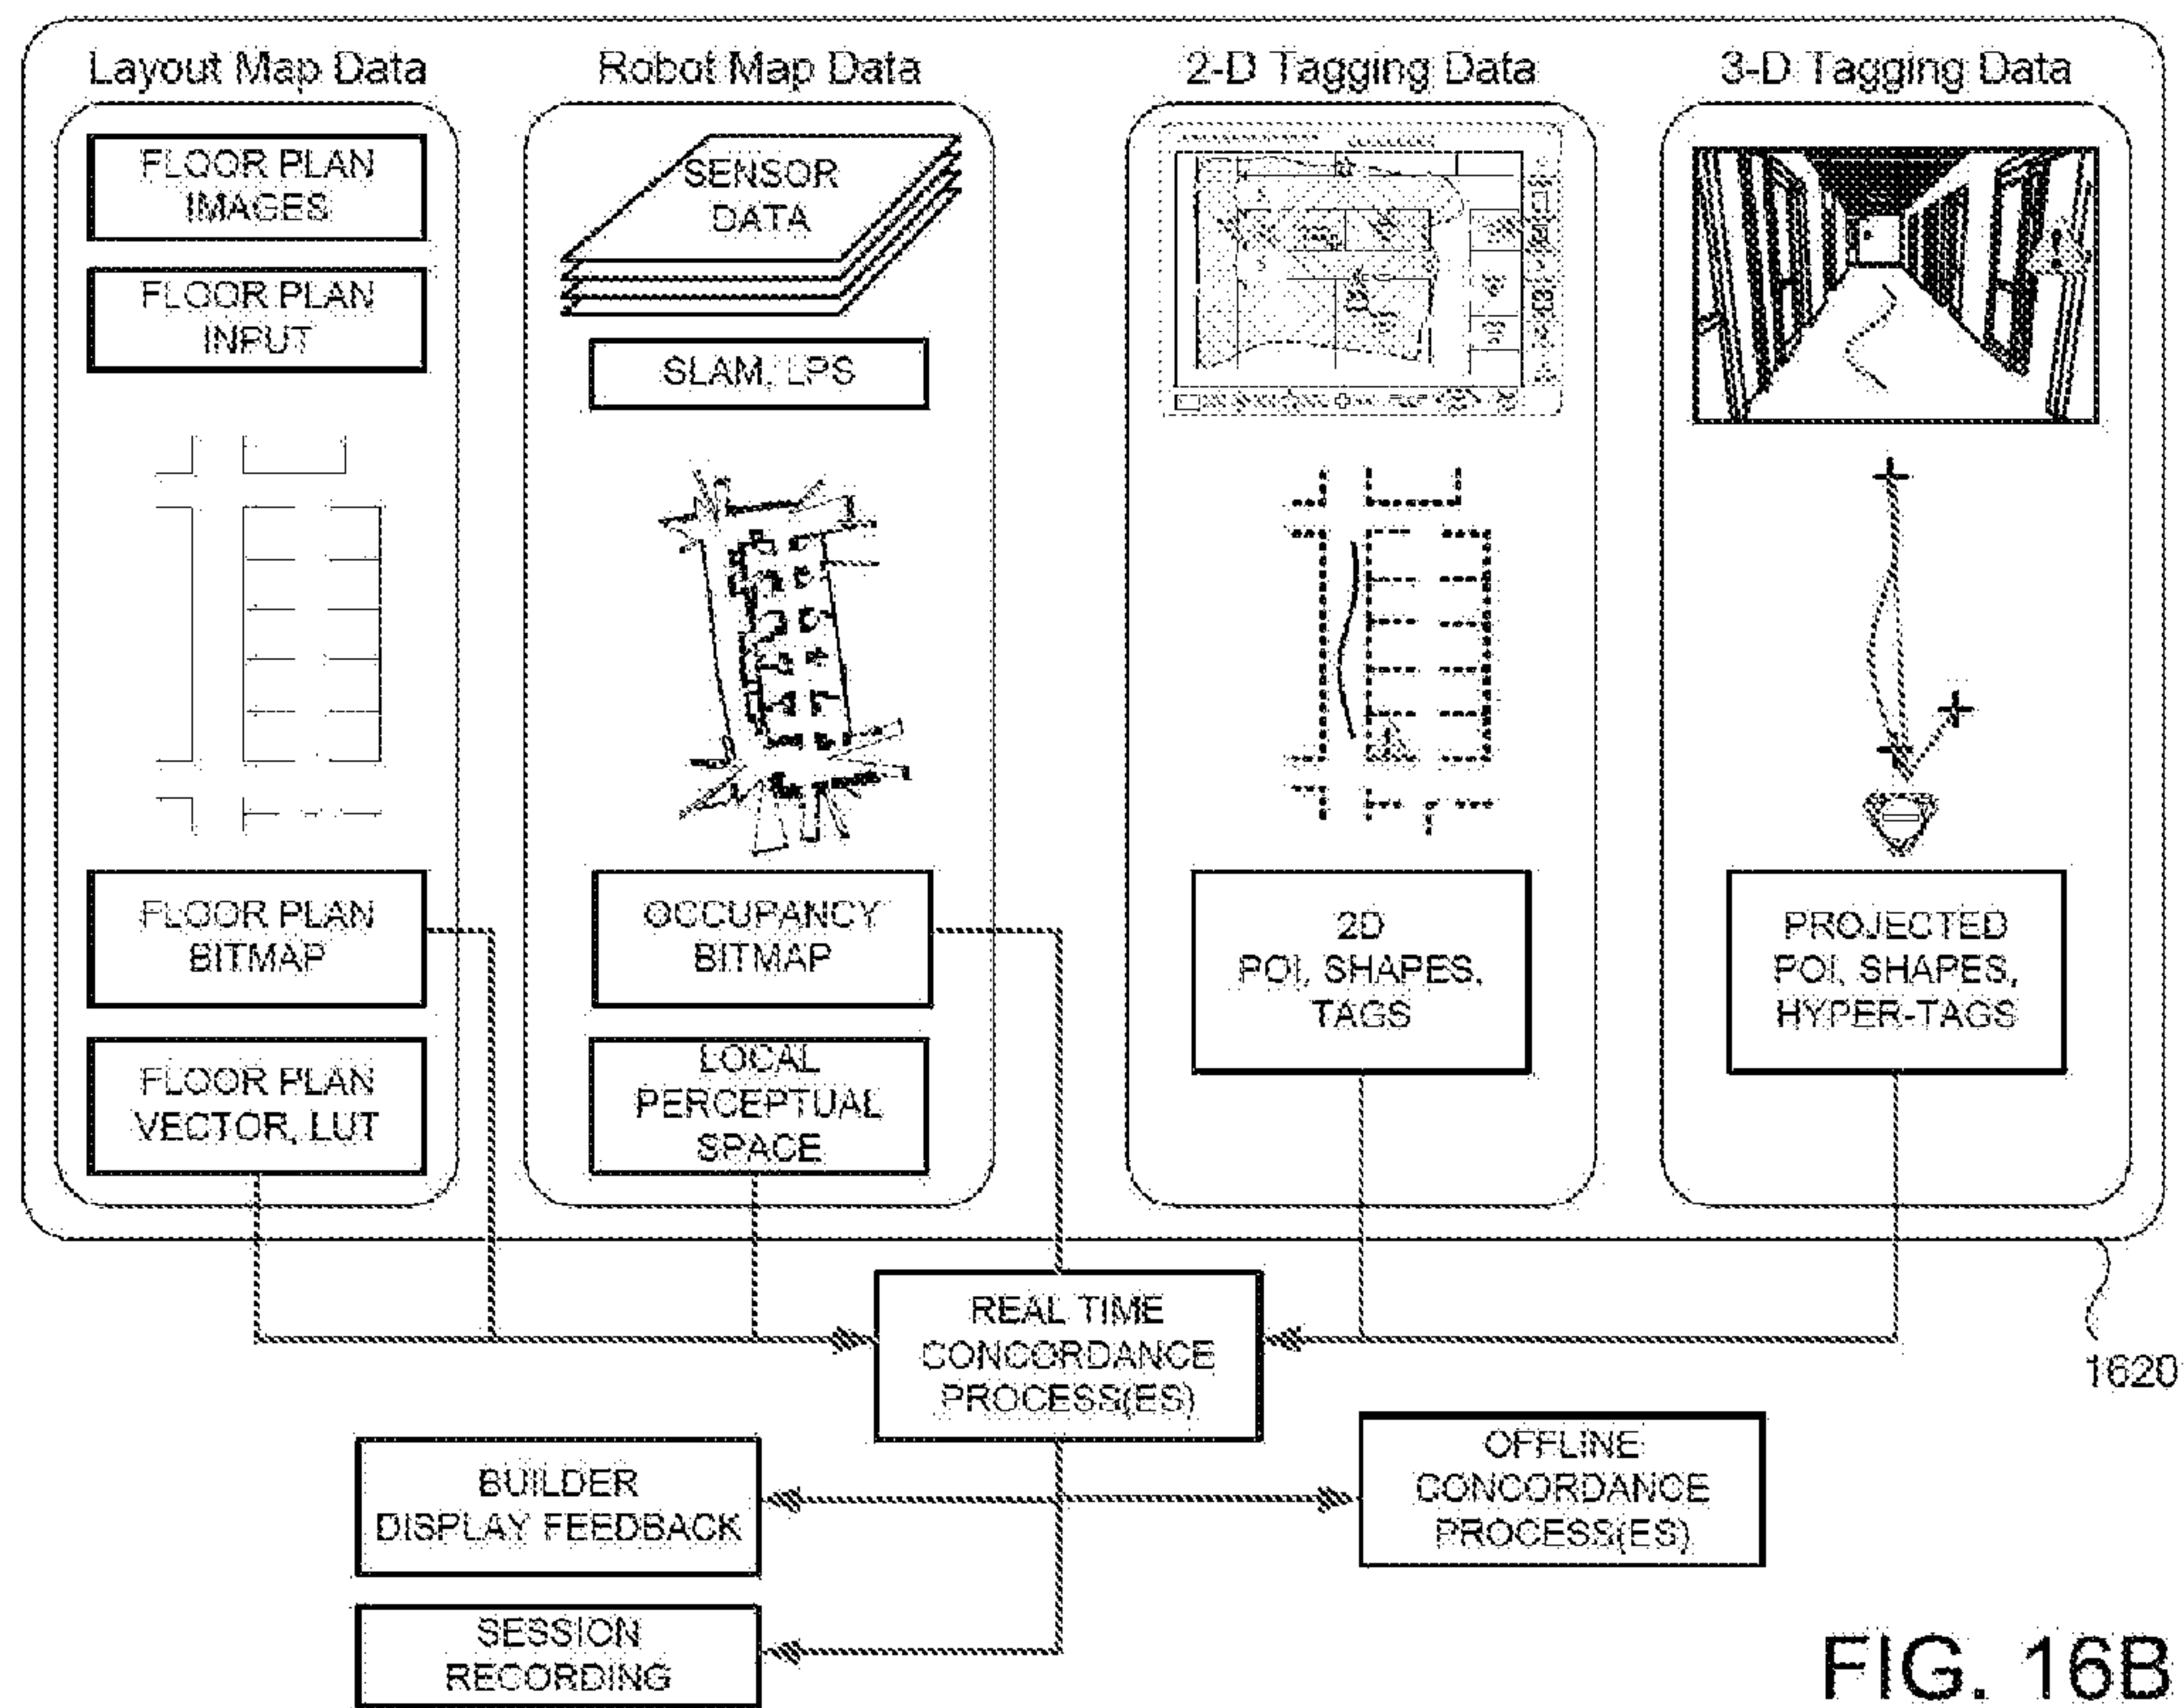 Layout Map Data
FLOOR PLAN
IMAGES
FLOOR PLAN
INPUT
FLOOR PLAN
BITMAP
FLOOR PLAN
VECTOR, LUT
Robot Map Data
SENSOR
DATA
SLAM, LPS
OCCUPANCY
BITMAP
LOCAL
PERCEPTUAL
SPACE
2-D Tagging Data
2D
POI, SHAPES,
TAGS
3-D Tagging Data
PROJECTED
POI, SHAPES,
HYPER-TAGS
1620
REAL TIME
CONCORDANCE
PROCESS(ES)
BUILDER
DISPLAY FEEDBACK
OFFLINE
CONCORDANCE
PROCESS(ES)
SESSION
RECORDING
FIG. 16B